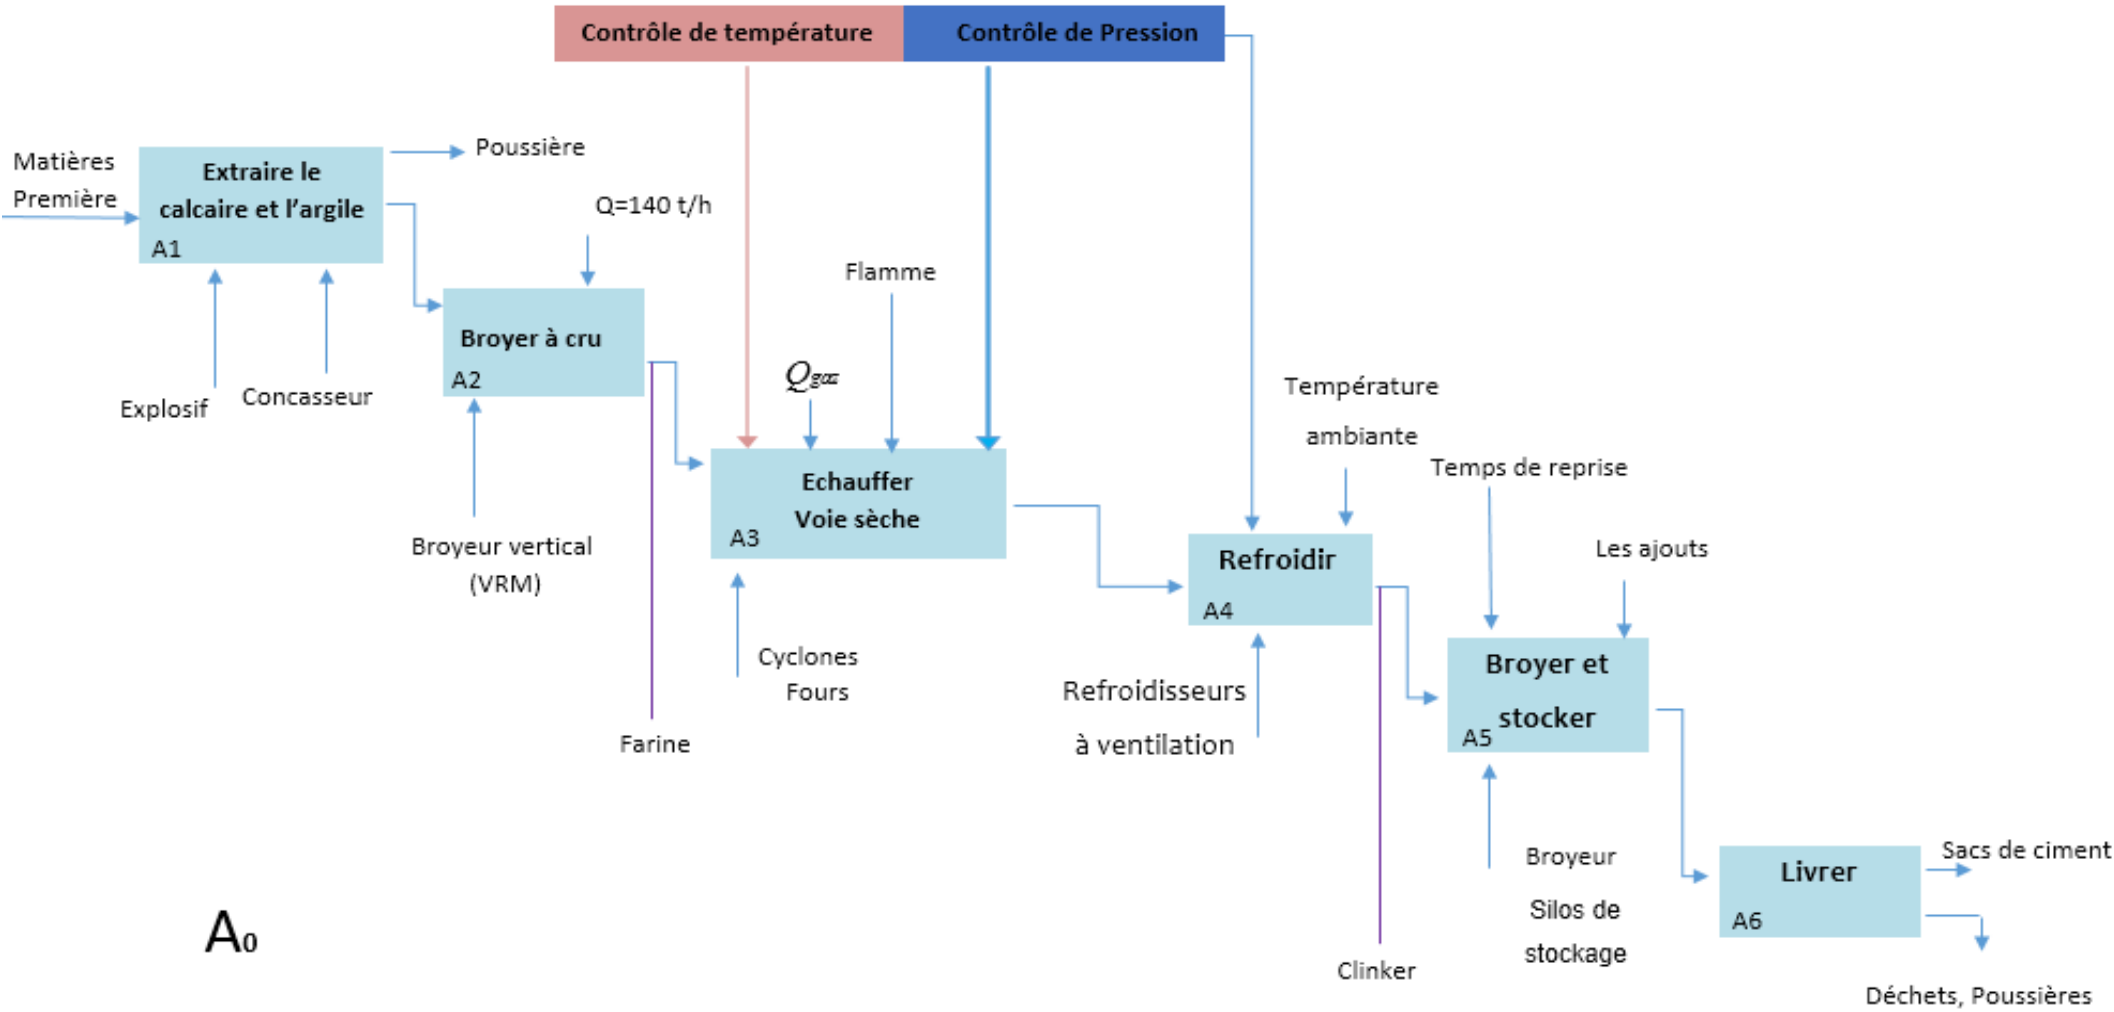 Contrôle de température
Contrôle de Pression
Matières
Première
Extraire le
calcaire et l'argile
A1
Poussière
Q=140 t/h
Explosif
Concasseur
Broyer à cru
A2
Flamme
Qgaz
Broyeur vertical
(VRM)
Farine
Echauffer
Voie sèche
A3
Cyclones
Fours
Température
ambiante
Refroidir
A4
Refroidisseurs
à ventilation
Clinker
Temps de reprise
Les ajouts
Broyer et
stocker
A5
Broyeur
Silos de
stockage
Livrer
A6
Sacs de ciment
Déchets, Poussières
A0